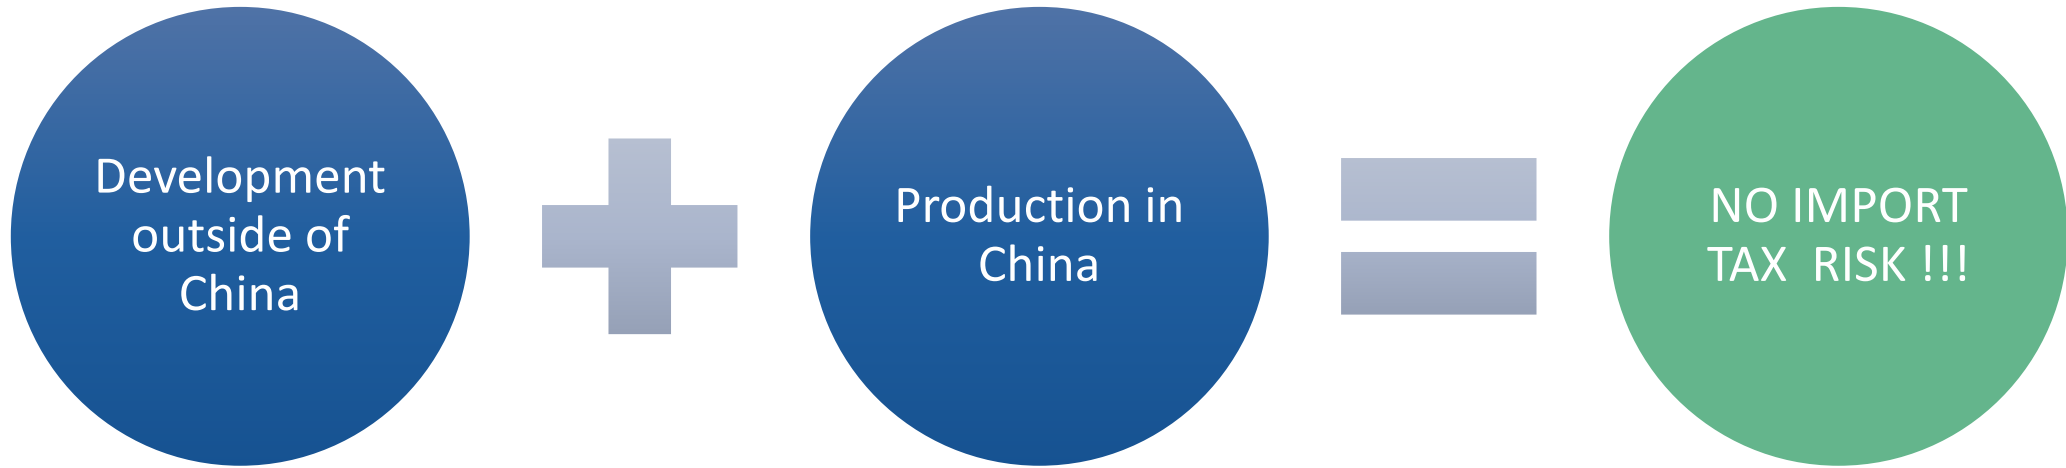 Development
outside of
China
Production in
China
NO IMPORT
TAX  RISK !!!